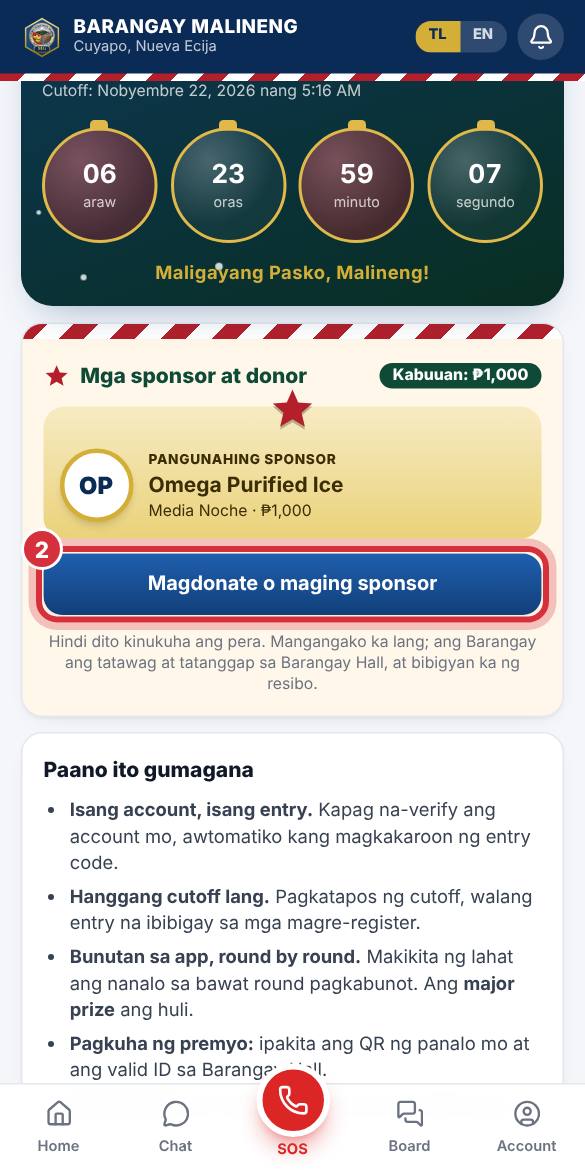 BARANGAY MALINENG
Cuyapo, Nueva Ecija
TL EN
Cutoff: Nobyembre 22, 2026 nang 5:16 AM
06 23 59 07
araw oras minuto segundo
Maligayang Pasko, Malineng!
Mga sponsor at donor
Kabuuan: ₱1,000
PANGUNAHING SPONSOR
OP
Omega Purified Ice
Media Noche · ₱1,000
2
Magdonate o maging sponsor
Hindi dito kinukuha ang pera. Mangangako ka lang; ang Barangay
ang tatawag at tatanggap sa Barangay Hall, at bibigyan ka ng
resibo.
Paano ito gumagana
• Isang account, isang entry. Kapag na-verify ang
account mo, awtomatiko kang magkakaroon ng entry
code.
• Hanggang cutoff lang. Pagkatapos ng cutoff, walang
entry na ibibigay sa mga magre-register.
• Bunutan sa app, round by round. Makikita ng lahat
ang nanalo sa bawat round pagkabunot. Ang major
prize ang huli.
• Pagkuha ng premyo: ipakita ang QR ng panalo mo at
ang valid ID sa Barangay Hall.
Home Chat SOS Board Account